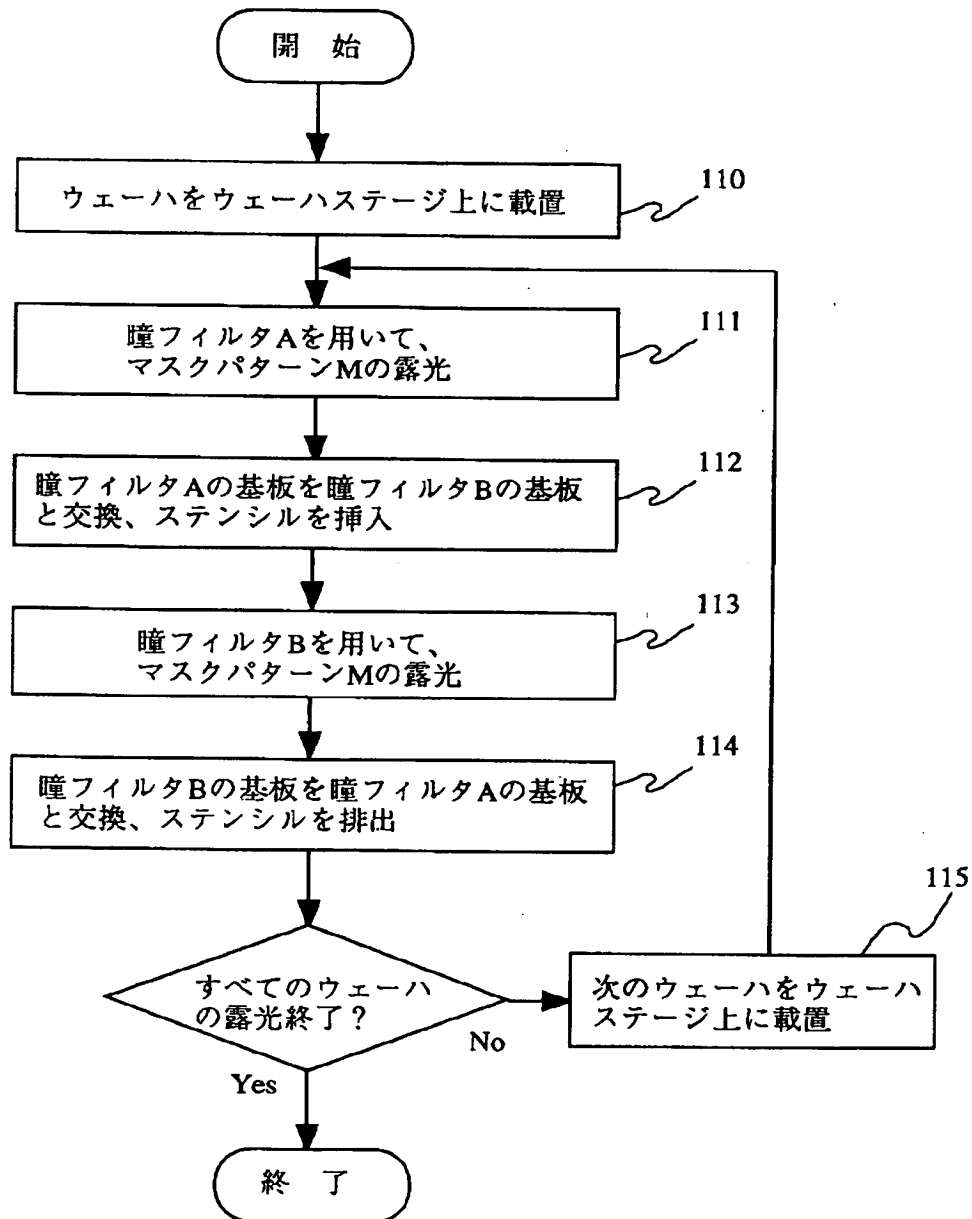 開 始
ウェーハをウェーハステージ上に載置
110
瞳フィルタAを用いて、
マスクパターンMの露光
111
瞳フィルタAの基板を瞳フィルタBの基板
と交換、ステンシルを挿入
112
瞳フィルタBを用いて、
マスクパターンMの露光
113
瞳フィルタBの基板を瞳フィルタAの基板
と交換、ステンシルを排出
114
すべてのウェーハ
の露光終了?
No
Yes
次のウェーハをウェーハ
ステージ上に載置
115
終 了